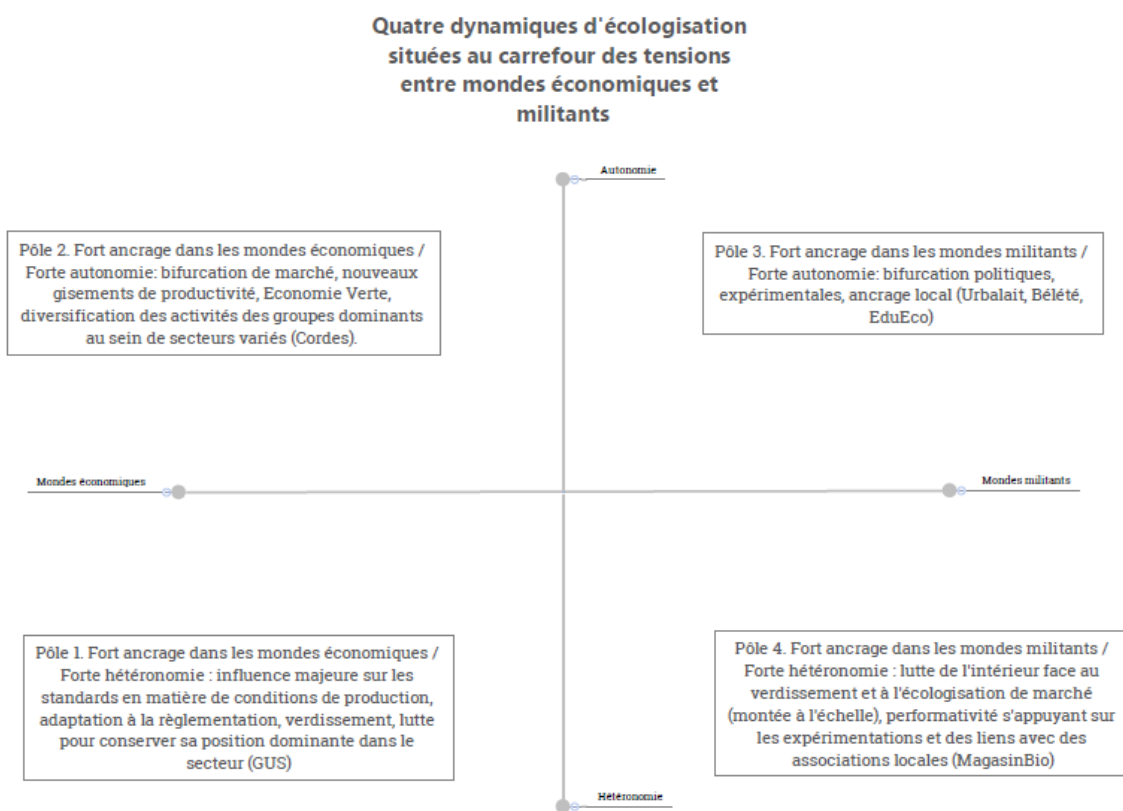 Quatre dynamiques d'écologisation
situées au carrefour des tensions
entre mondes économiques et
militants
Autonomie
Pôle 2. Fort ancrage dans les mondes économiques /
Forte autonomie: bifurcation de marché, nouveaux
gisements de productivité, Economie Verte,
diversification des activités des groupes dominants
au sein de secteurs variés (Cordes).
Pôle 3. Fort ancrage dans les mondes militants /
Forte autonomie: bifurcation politiques,
expérimentales, ancrage local (Urbalait, Bélété,
EduEco)
Mondes économiques
Mondes militants
Pôle 1. Fort ancrage dans les mondes économiques /
Forte hétéronomie : influence majeure sur les
standards en matière de conditions de production,
adaptation à la règlementation, verdissement, lutte
pour conserver sa position dominante dans le
secteur (GUS)
Pôle 4. Fort ancrage dans les mondes militants /
Forte hétéronomie : lutte de l'intérieur face au
verdissement et à l'écologisation de marché
(montée à l'échelle), performativité s'appuyant sur
les expérimentations et des liens avec des
associations locales (MagasinBio)
Hétéronomie